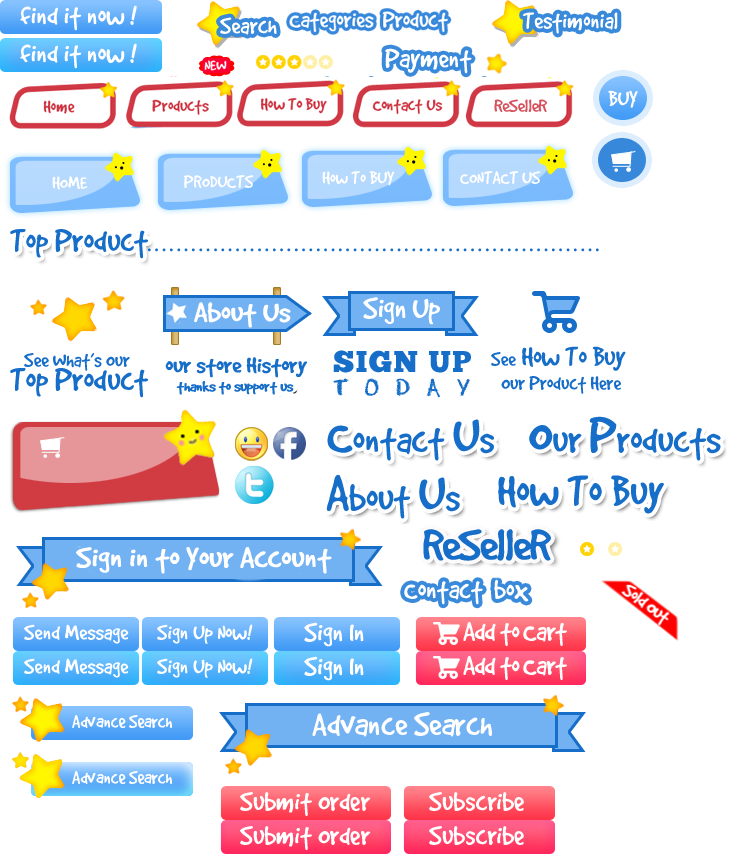 find it now !
Search
Categories Product
Testimonial
find it now !
NEW
Payment
Home
Products
How To Buy
Contact Us
ReSelleR
BUY
HOME
PRODUCTS
How To BUY
CONTACT US
Top Product
About Us
Sign Up
See What's our
Top Product
our store History
thanks to support us,
SIGN UP
TODAY
See How To Buy
our Product Here
Contact Us
Our Products
About Us
How To Buy
ReSelleR
Sign in to Your Account
contact box
Sold out
Send Message
Sign Up Now!
Sign In
Add to Cart
Send Message
Sign Up Now!
Sign In
Add to Cart
Advance Search
Advance Search
Advance Search
Submit order
Subscribe
Submit order
Subscribe